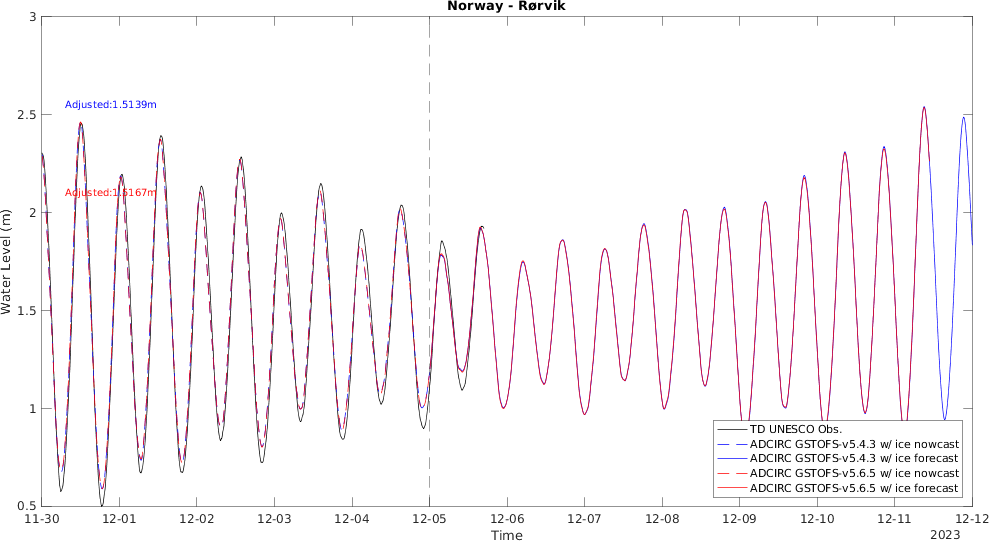 Norway - Rørvik
3
2.5
2
1.5
1
0.5
Water Level (m)
Adjusted:1.5139m
Adjusted:1.5167m
TD UNESCO Obs.
ADCIRC GSTOFS-v5.4.3 w/ ice nowcast
ADCIRC GSTOFS-v5.4.3 w/ ice forecast
ADCIRC GSTOFS-v5.6.5 w/ ice nowcast
ADCIRC GSTOFS-v5.6.5 w/ ice forecast
11-30 12-01 12-02 12-03 12-04 12-05 12-06 12-07 12-08 12-09 12-10 12-11 12-12
Time
2023